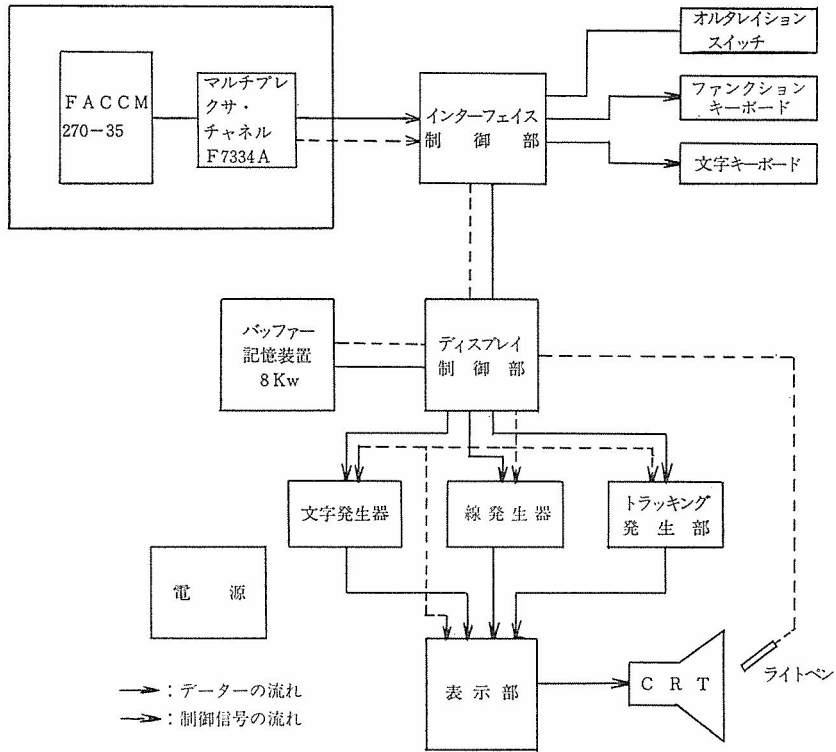 オルタレイション
スイッチ
ＦＡＣＣＭ
270－35
マルチプレ
クサ・
チャネル
Ｆ7334Ａ
インターフェイス
制御部
ファンクション
キーボード
文字キーボード
バッファー
記憶装置
８Kw
ディスプレイ
制御部
文字発生器
線発生器
トラッキング
発生部
電源
表示部
ＣＲＴ
ライトペン
：データーの流れ
：制御信号の流れ